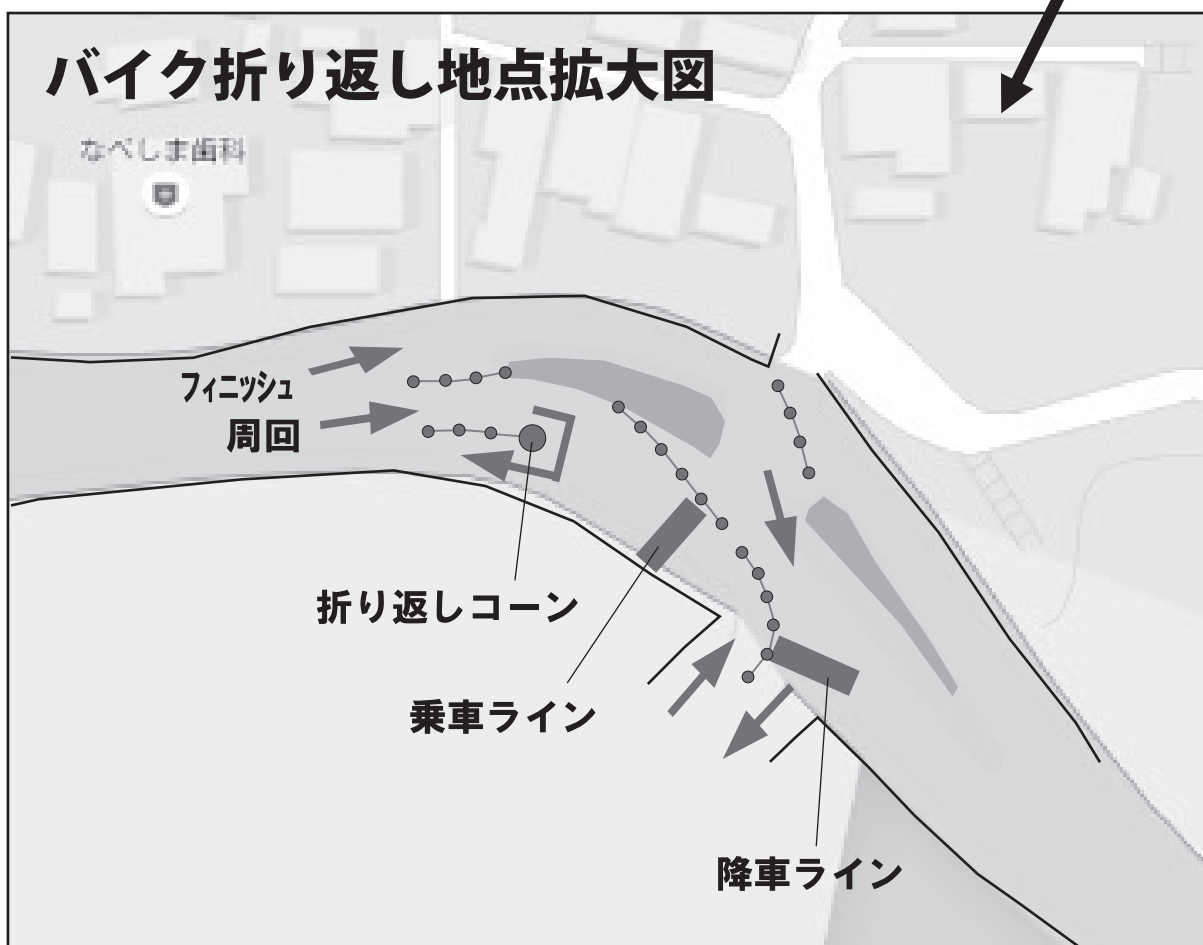 バイク折り返し地点拡大図
なべしま歯科
フィニッシュ
周回
折り返しコーン
乗車ライン
降車ライン